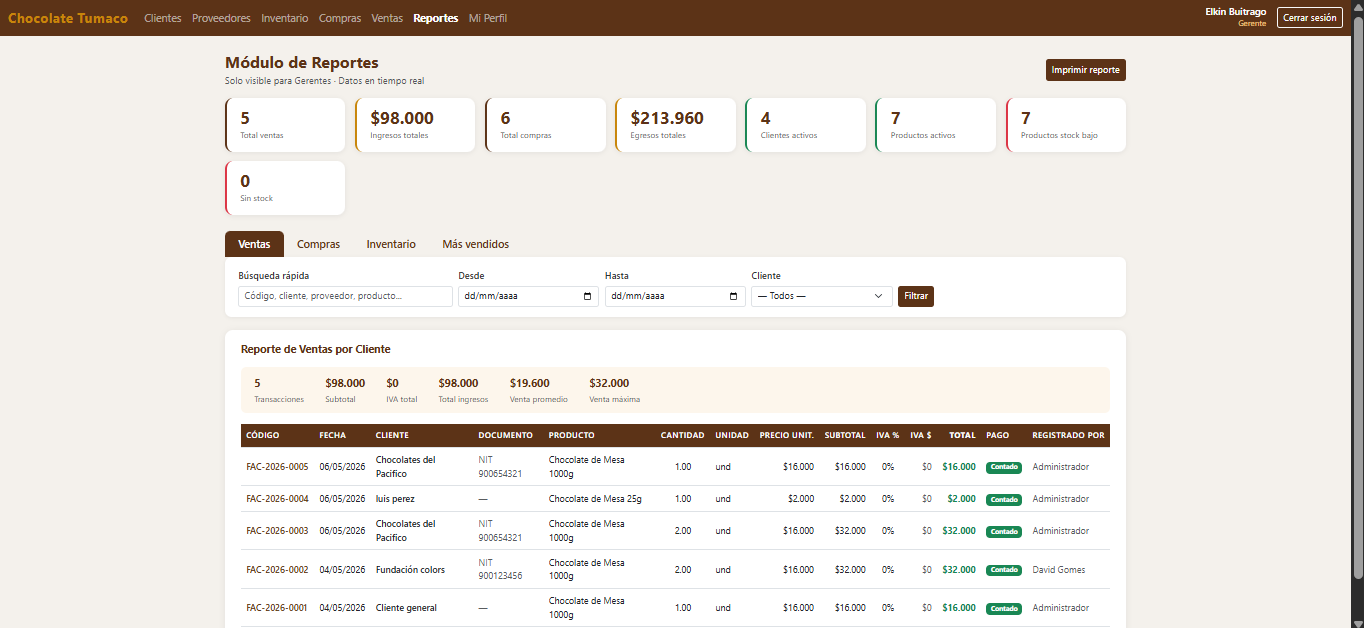 Chocolate Tumaco Clientes Proveedores Inventario Compras Ventas Reportes Mi Perfil Elkin Buitrago Cerrar sesión
Gerente
Módulo de Reportes
Solo visible para Gerentes · Datos en tiempo real
Imprimir reporte
5 $98.000 6 $213.960 4 7 7
Total ventas Ingresos totales Total compras Egresos totales Clientes activos Productos activos Productos stock bajo
0
Sin stock
Ventas Compras Inventario Más vendidos
Búsqueda rápida Desde Hasta Cliente
Código, cliente, proveedor, producto... dd/mm/aaaa dd/mm/aaaa — Todos — Filtrar
Reporte de Ventas por Cliente
5 $98.000 $0 $98.000 $19.600 $32.000
Transacciones Subtotal IVA total Total ingresos Venta promedio Venta máxima
CÓDIGO FECHA CLIENTE DOCUMENTO PRODUCTO CANTIDAD UNIDAD PRECIO UNIT. SUBTOTAL IVA % IVA $ TOTAL PAGO REGISTRADO POR
FAC-2026-0005 06/05/2026 Chocolates del Pacifico NIT 900654321 Chocolate de Mesa 1000g 1.00 und $16.000 $16.000 0% $0 $16.000 Contado Administrador
FAC-2026-0004 06/05/2026 luis perez — Chocolate de Mesa 25g 1.00 und $2.000 $2.000 0% $0 $2.000 Contado Administrador
FAC-2026-0003 06/05/2026 Chocolates del Pacifico NIT 900654321 Chocolate de Mesa 1000g 2.00 und $16.000 $32.000 0% $0 $32.000 Contado Administrador
FAC-2026-0002 04/05/2026 Fundación colors NIT 900123456 Chocolate de Mesa 1000g 2.00 und $16.000 $32.000 0% $0 $32.000 Contado David Gomes
FAC-2026-0001 04/05/2026 Cliente general — Chocolate de Mesa 1000g 1.00 und $16.000 $16.000 0% $0 $16.000 Contado Administrador